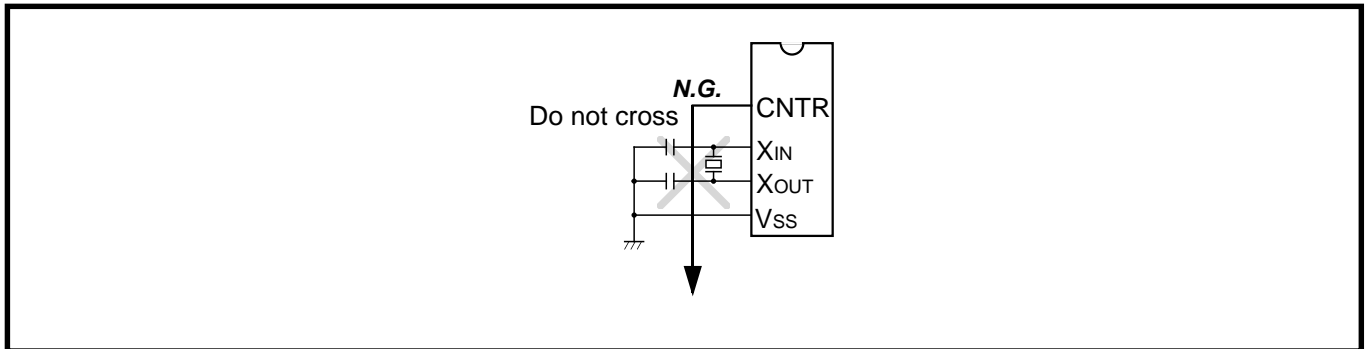 N.G.
Do not cross
CNTR
XIN
XOUT
VSS